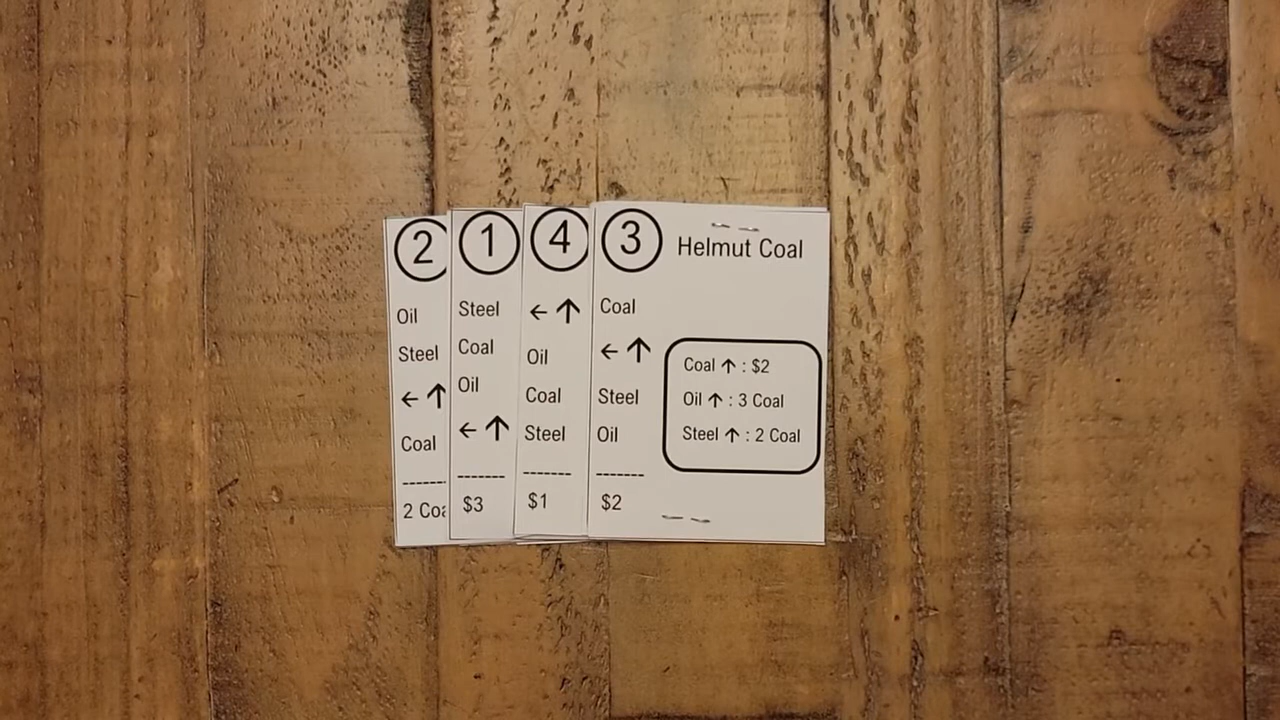 2
Oil
Steel
← ↑
Coal
-------
2 Coa
1
Steel
Coal
Oil
← ↑
-------
$3
4
← ↑
Oil
Coal
Steel
-------
$1
3
Coal
← ↑
Steel
Oil
-------
$2
Helmut Coal
Coal ↑ : $2
Oil ↑ : 3 Coal
Steel ↑ : 2 Coal